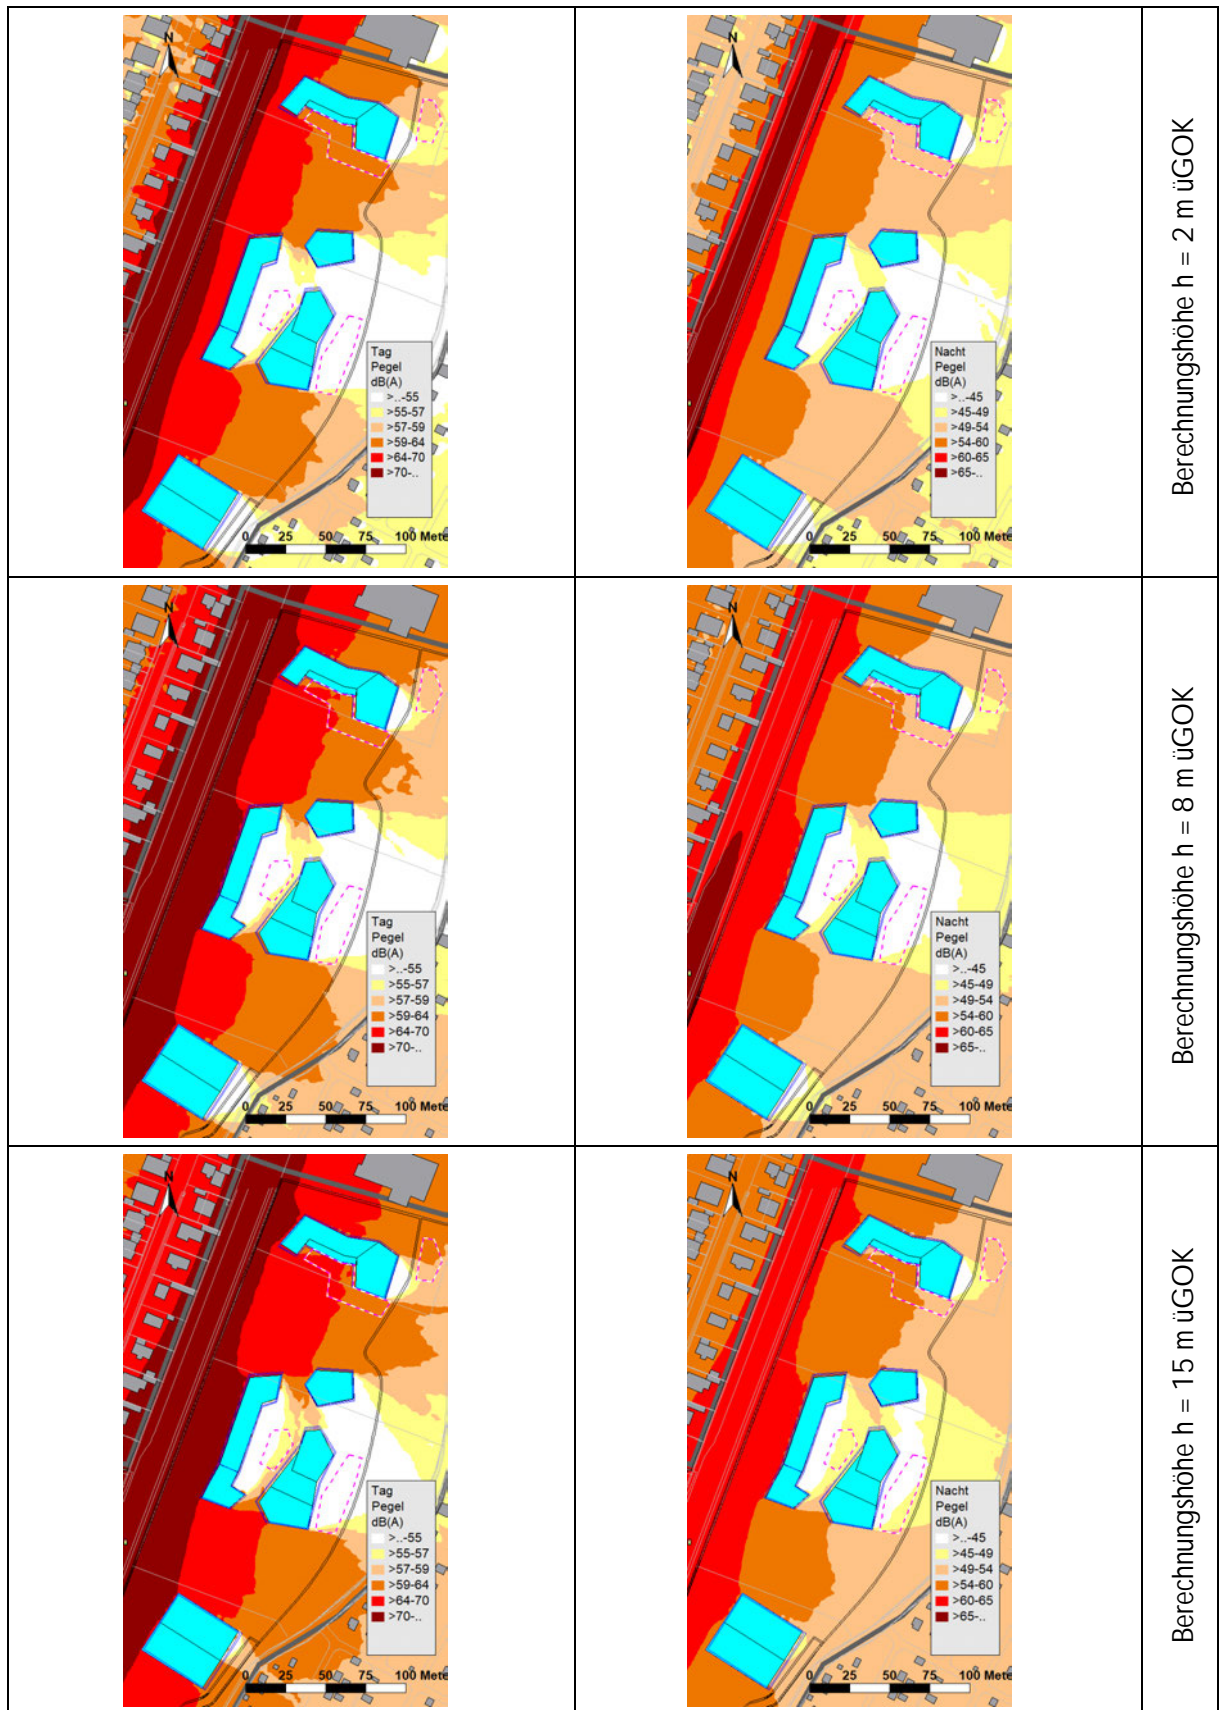 N
Tag
Pegel
dB(A)
>..-55
>55-57
>57-59
>59-64
>64-70
>70-..
0 25 50 75 100 Mete
N
Nacht
Pegel
dB(A)
>..-45
>45-49
>49-54
>54-60
>60-65
>65-..
0 25 50 75 100 Mete
Berechnungshöhe h = 2 m üGOK
N
Tag
Pegel
dB(A)
>..-55
>55-57
>57-59
>59-64
>64-70
>70-..
0 25 50 75 100 Mete
N
Nacht
Pegel
dB(A)
>..-45
>45-49
>49-54
>54-60
>60-65
>65-..
0 25 50 75 100 Mete
Berechnungshöhe h = 8 m üGOK
N
Tag
Pegel
dB(A)
>..-55
>55-57
>57-59
>59-64
>64-70
>70-..
0 25 50 75 100 Mete
N
Nacht
Pegel
dB(A)
>..-45
>45-49
>49-54
>54-60
>60-65
>65-..
0 25 50 75 100 Mete
Berechnungshöhe h = 15 m üGOK